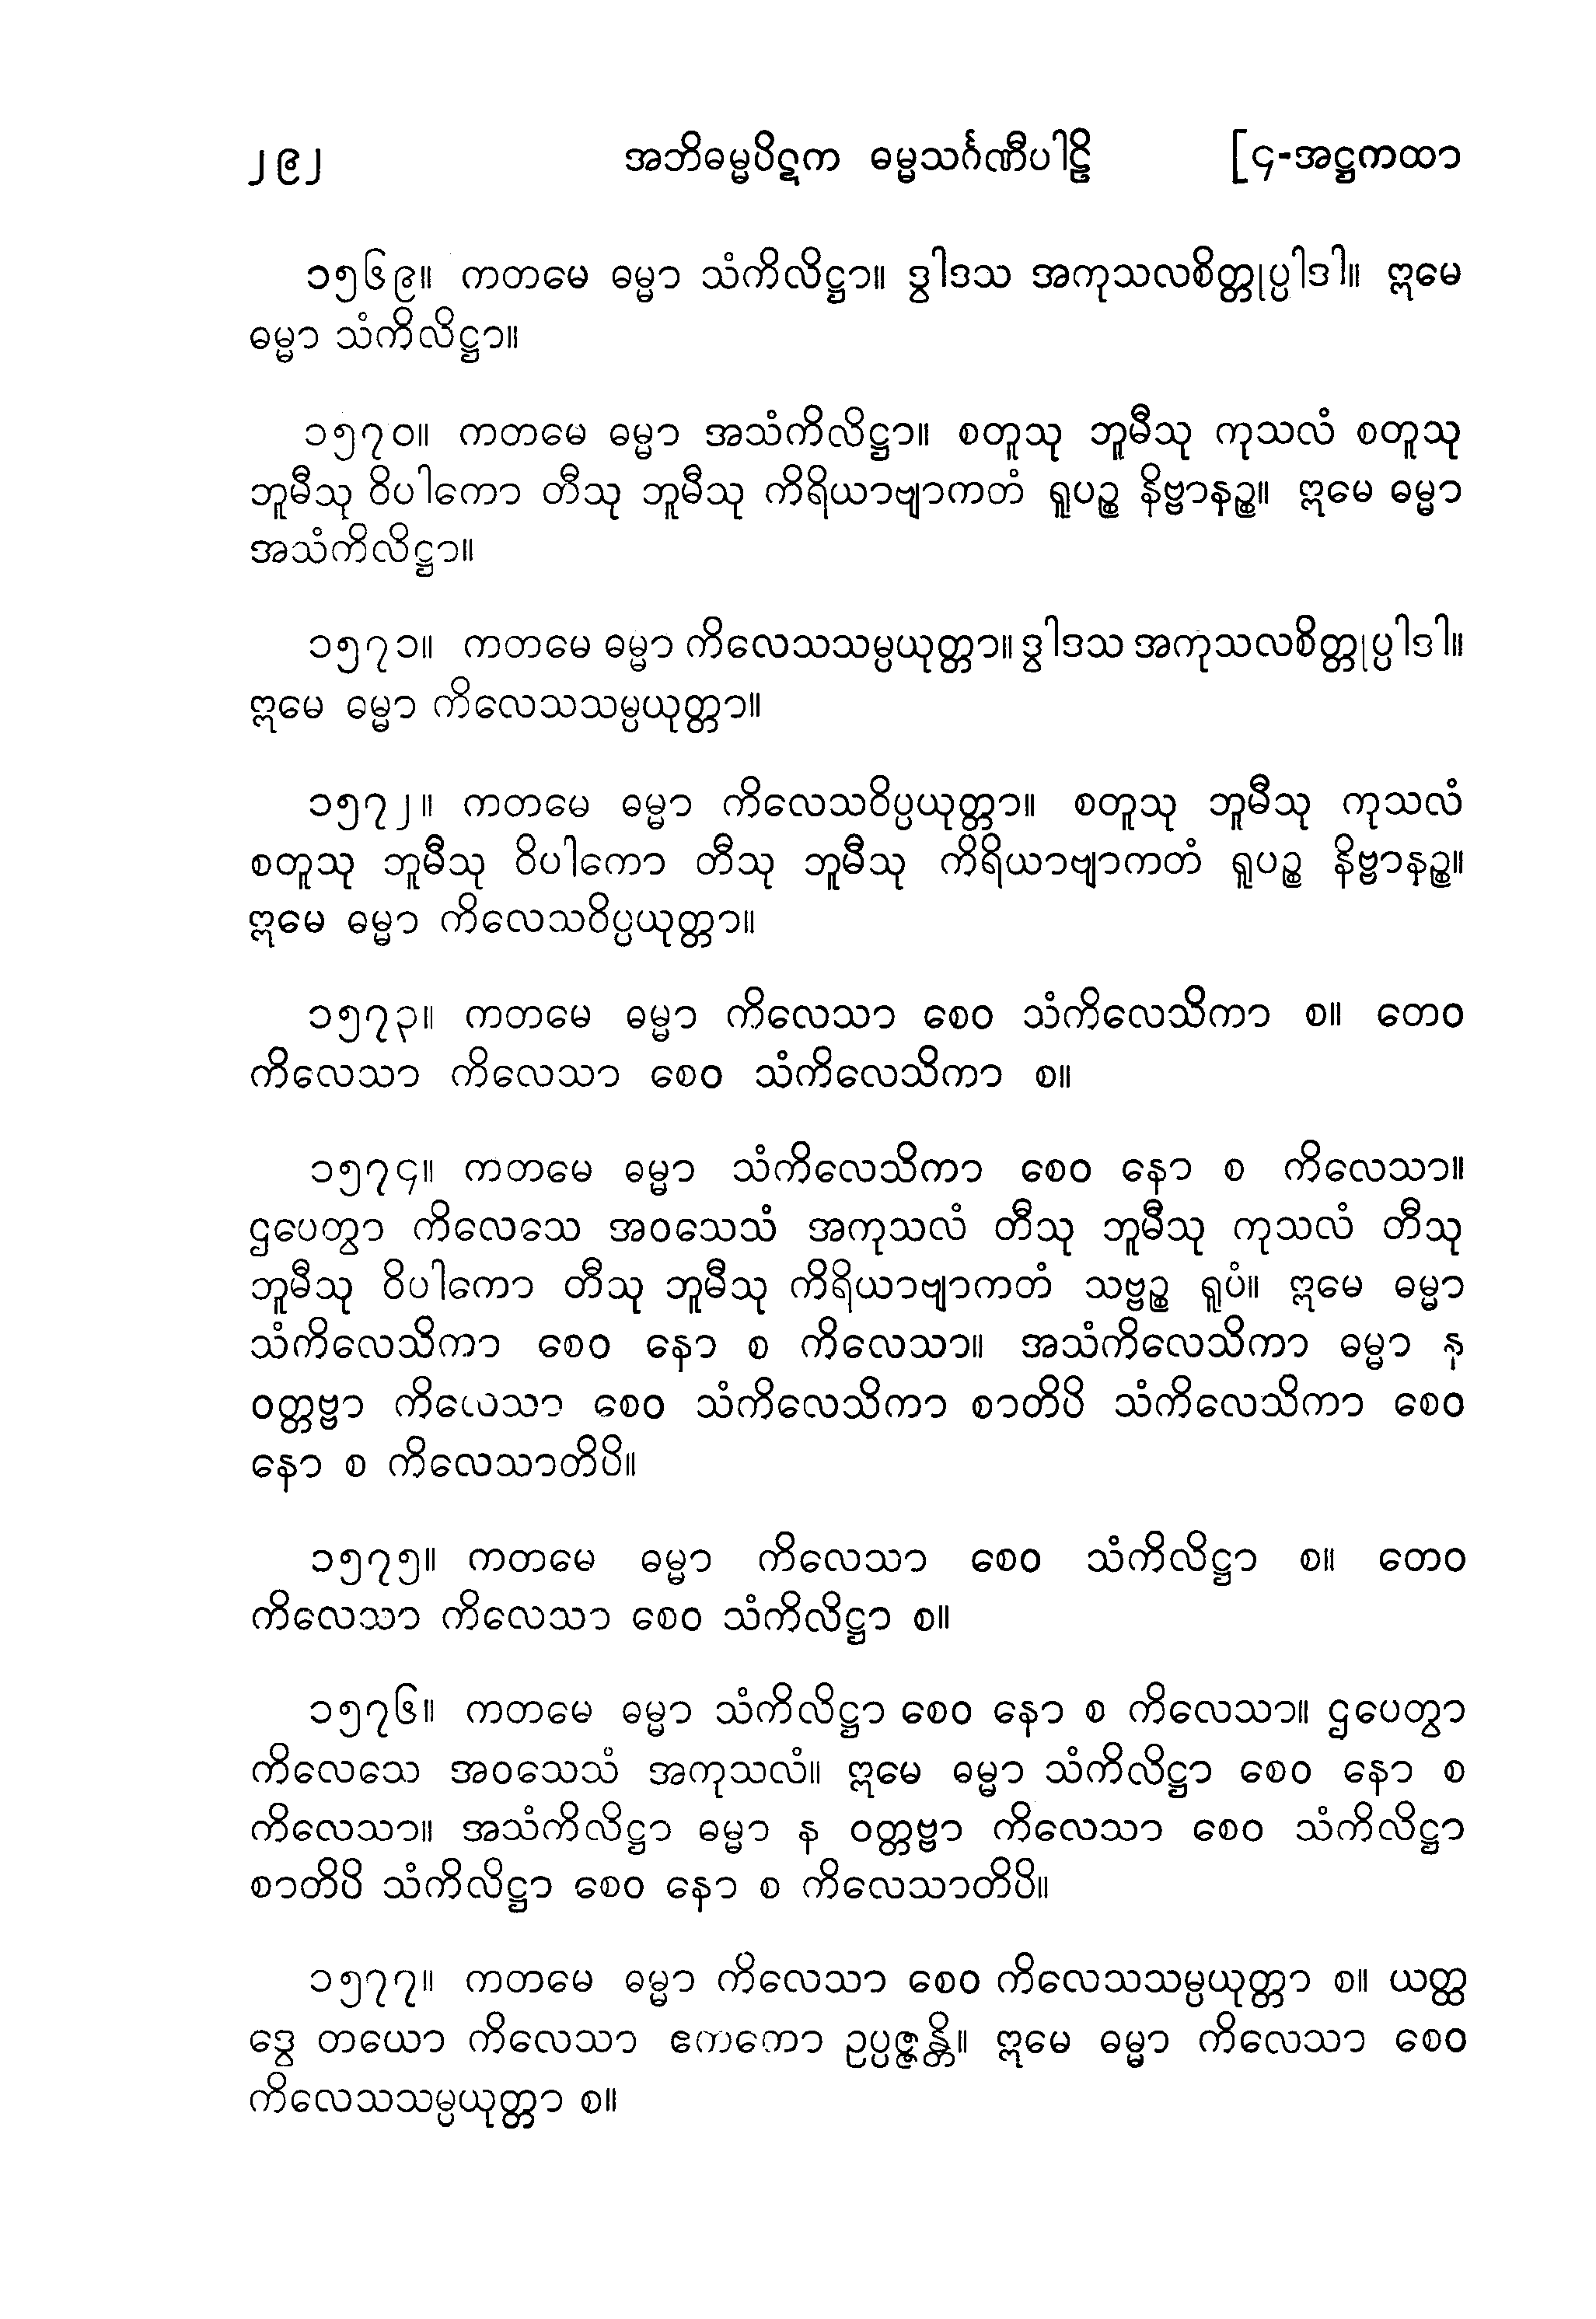 ၂၉၂ အဘိဓမ္မပိဋက ဓမ္မသင်္ဂဏီပါဠိ [၄-အဋ္ဌကထာ
၁၅၆၉။ ကတမေ ဓမ္မာ သံကိလိဋ္ဌာ။ ဒွါဒသ အကုသလစိတ္တုပ္ပါဒါ။ ဣမေ
ဓမ္မာ သံကိလိဋ္ဌာ။
၁၅၇၀။ ကတမေ ဓမ္မာ အသံကိလိဋ္ဌာ။ စတူသု ဘူမီသု ကုသလံ စတူသု
ဘူမီသု ဝိပါကော တီသု ဘူမီသု ကိရိယာဗျာကတံ ရူပဉ္စ နိဗ္ဗာနဉ္စ။ ဣမေ ဓမ္မာ
အသံကိလိဋ္ဌာ။
၁၅၇၁။ ကတမေ ဓမ္မာ ကိလေသသမ္ပယုတ္တာ။ ဒွါဒသ အကုသလစိတ္တုပ္ပါဒါ။
ဣမေ ဓမ္မာ ကိလေသသမ္ပယုတ္တာ။
၁၅၇၂။ ကတမေ ဓမ္မာ ကိလေသဝိပ္ပယုတ္တာ။ စတူသု ဘူမီသု ကုသလံ
စတူသု ဘူမီသု ဝိပါကော တီသု ဘူမီသု ကိရိယာဗျာကတံ ရူပဉ္စ နိဗ္ဗာနဉ္စ။
ဣမေ ဓမ္မာ ကိလေသဝိပ္ပယုတ္တာ။
၁၅၇၃။ ကတမေ ဓမ္မာ ကိလေသာ စေဝ သံကိလေသိကာ စ။ တေဝ
ကိလေသာ ကိလေသာ စေဝ သံကိလေသိကာ စ။
၁၅၇၄။ ကတမေ ဓမ္မာ သံကိလေသိကာ စေဝ နော စ ကိလေသာ။
ဌပေတွာ ကိလေသေ အဝသေသံ အကုသလံ တီသု ဘူမီသု ကုသလံ တီသု
ဘူမီသု ဝိပါကော တီသု ဘူမီသု ကိရိယာဗျာကတံ သဗ္ဗဉ္စ ရူပံ။ ဣမေ ဓမ္မာ
သံကိလေသိကာ စေဝ နော စ ကိလေသာ။ အသံကိလေသိကာ ဓမ္မာ န
ဝတ္တဗ္ဗာ ကိလေသာ စေဝ သံကိလေသိကာ စာတိပိ သံကိလေသိကာ စေဝ
နော စ ကိလေသာတိပိ။
၁၅၇၅။ ကတမေ ဓမ္မာ ကိလေသာ စေဝ သံကိလိဋ္ဌာ စ။ တေဝ
ကိလေသာ ကိလေသာ စေဝ သံကိလိဋ္ဌာ စ။
၁၅၇၆။ ကတမေ ဓမ္မာ သံကိလိဋ္ဌာ စေဝ နော စ ကိလေသာ။ ဌပေတွာ
ကိလေသေ အဝသေသံ အကုသလံ။ ဣမေ ဓမ္မာ သံကိလိဋ္ဌာ စေဝ နော စ
ကိလေသာ။ အသံကိလိဋ္ဌာ ဓမ္မာ န ဝတ္တဗ္ဗာ ကိလေသာ စေဝ သံကိလိဋ္ဌာ
စာတိပိ သံကိလိဋ္ဌာ စေဝ နော စ ကိလေသာတိပိ။
၁၅၇၇။ ကတမေ ဓမ္မာ ကိလေသာ စေဝ ကိလေသသမ္ပယုတ္တာ စ။ ယတ္ထ
ဒွေ တယော ကိလေသာ ဧကကော ဥပ္ပဇ္ဇန္တိ။ ဣမေ ဓမ္မာ ကိလေသာ စေဝ
ကိလေသသမ္ပယုတ္တာ စ။